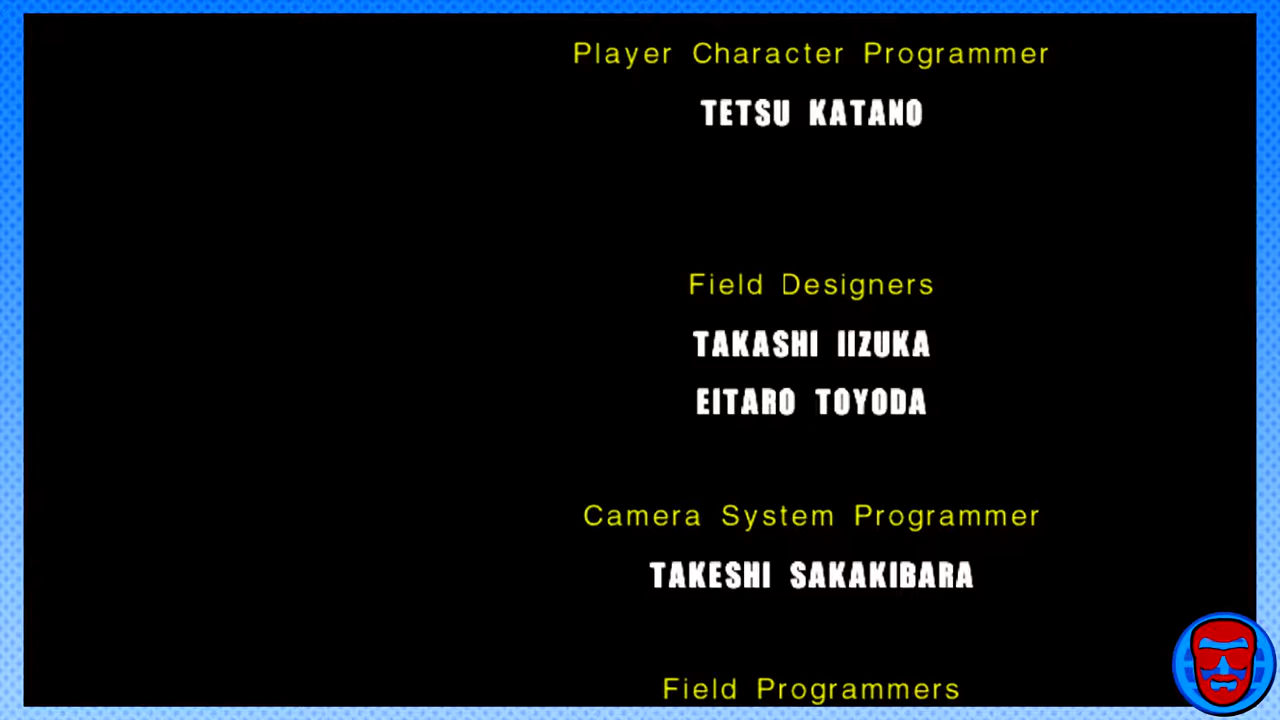 Player Character Programmer
TETSU KATANO
Field Designers
TAKASHI IIZUKA
EITARO TOYODA
Camera System Programmer
TAKESHI SAKAKIBARA
Field Programmers